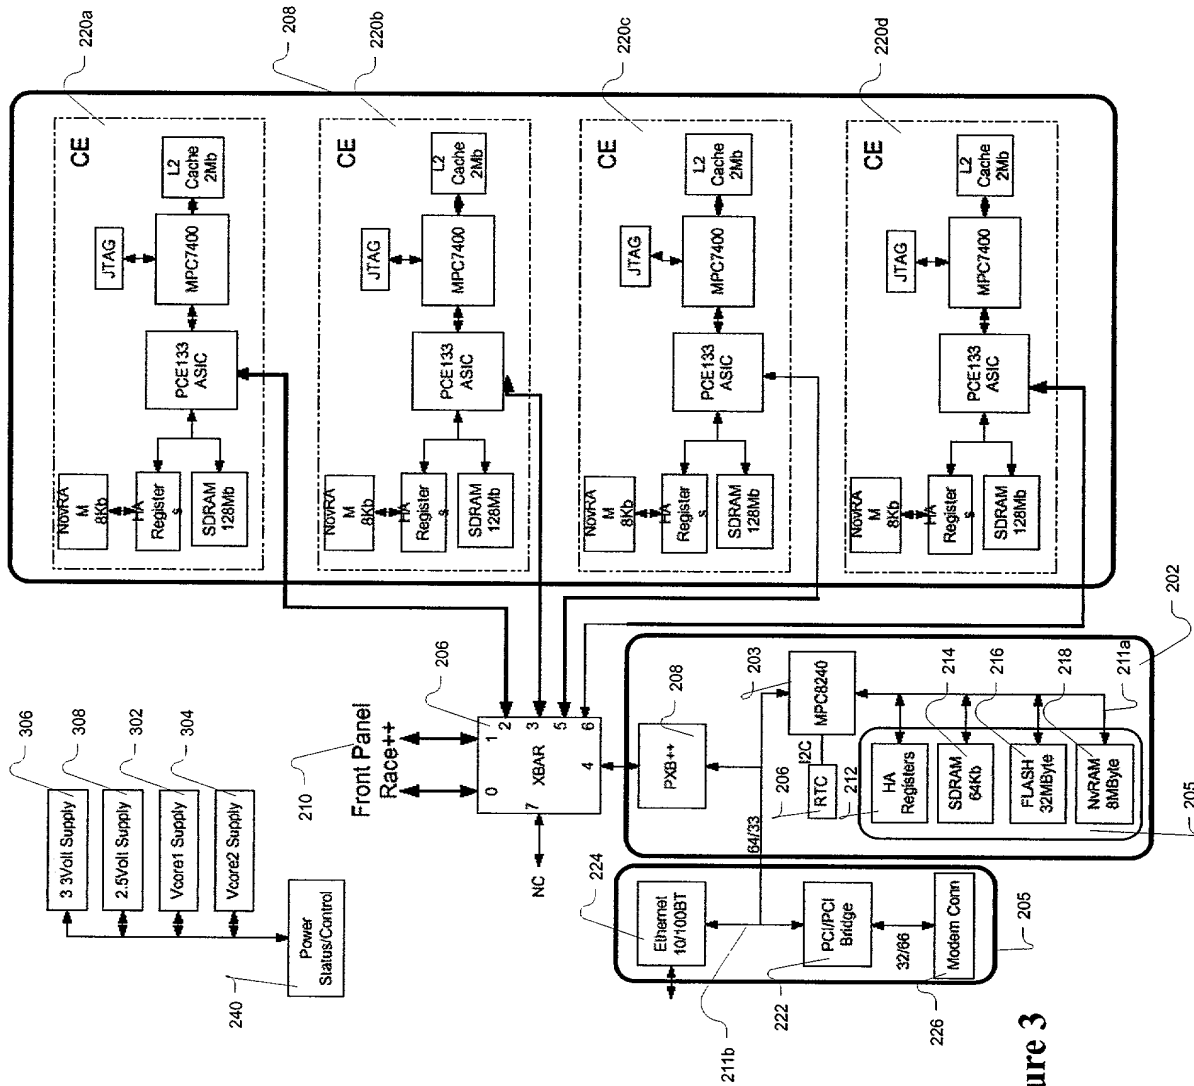 220a
208
220b
220c
220d
CE
L2
Cache
2Mb
JTAG
MPC7400
PCE133
ASIC
NovRA
M
8Kb
HA
Register
s
SDRAM
128Mb
CE
L2
Cache
2Mb
JTAG
MPC7400
PCE133
ASIC
NovRA
M
8Kb
HA
Register
s
SDRAM
128Mb
CE
L2
Cache
2Mb
JTAG
MPC7400
PCE133
ASIC
NovRA
M
8Kb
HA
Register
s
SDRAM
128Mb
CE
L2
Cache
2Mb
JTAG
MPC7400
PCE133
ASIC
NovRA
M
8Kb
HA
Register
s
SDRAM
128Mb
306
308
302
304
3 3Volt Supply
2.5Volt Supply
Vcore1 Supply
Vcore2 Supply
Power
Status/Control
240
210
Front Panel
Race++
206
0
1
2
3
5
6
4
7
XBAR
NC
202
208
PXB++
203
MPC8240
I2C
RTC
206
212
214
216
218
211a
HA
Registers
SDRAM
64Kb
FLASH
32MByte
NvRAM
8MByte
205
64/33
224
Ethernet
10/100BT
PCI/PCI
Bridge
32/66
Modem Conn
205
211b
222
226
ure 3